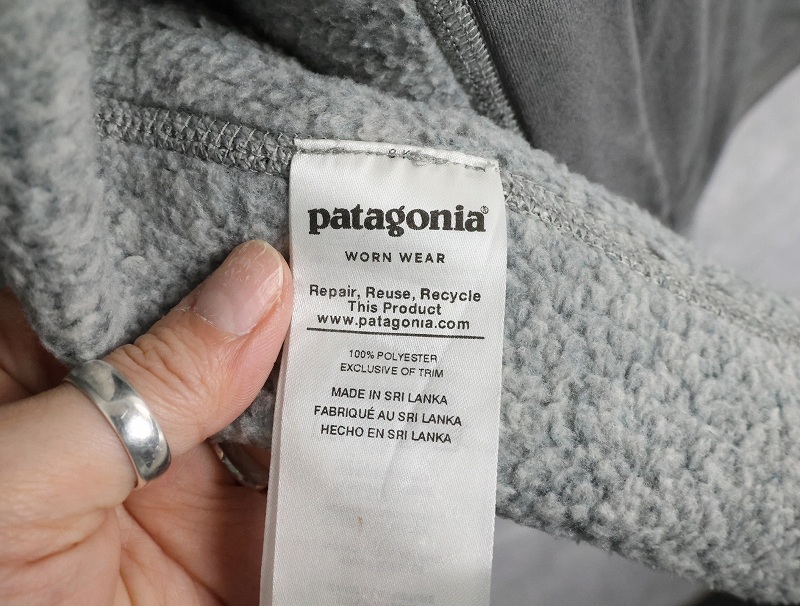 patagonia®
WORN WEAR
Repair, Reuse, Recycle
This Product
www.patagonia.com
100% POLYESTER
EXCLUSIVE OF TRIM
MADE IN SRI LANKA
FABRIQUÉ AU SRI LANKA
HECHO EN SRI LANKA